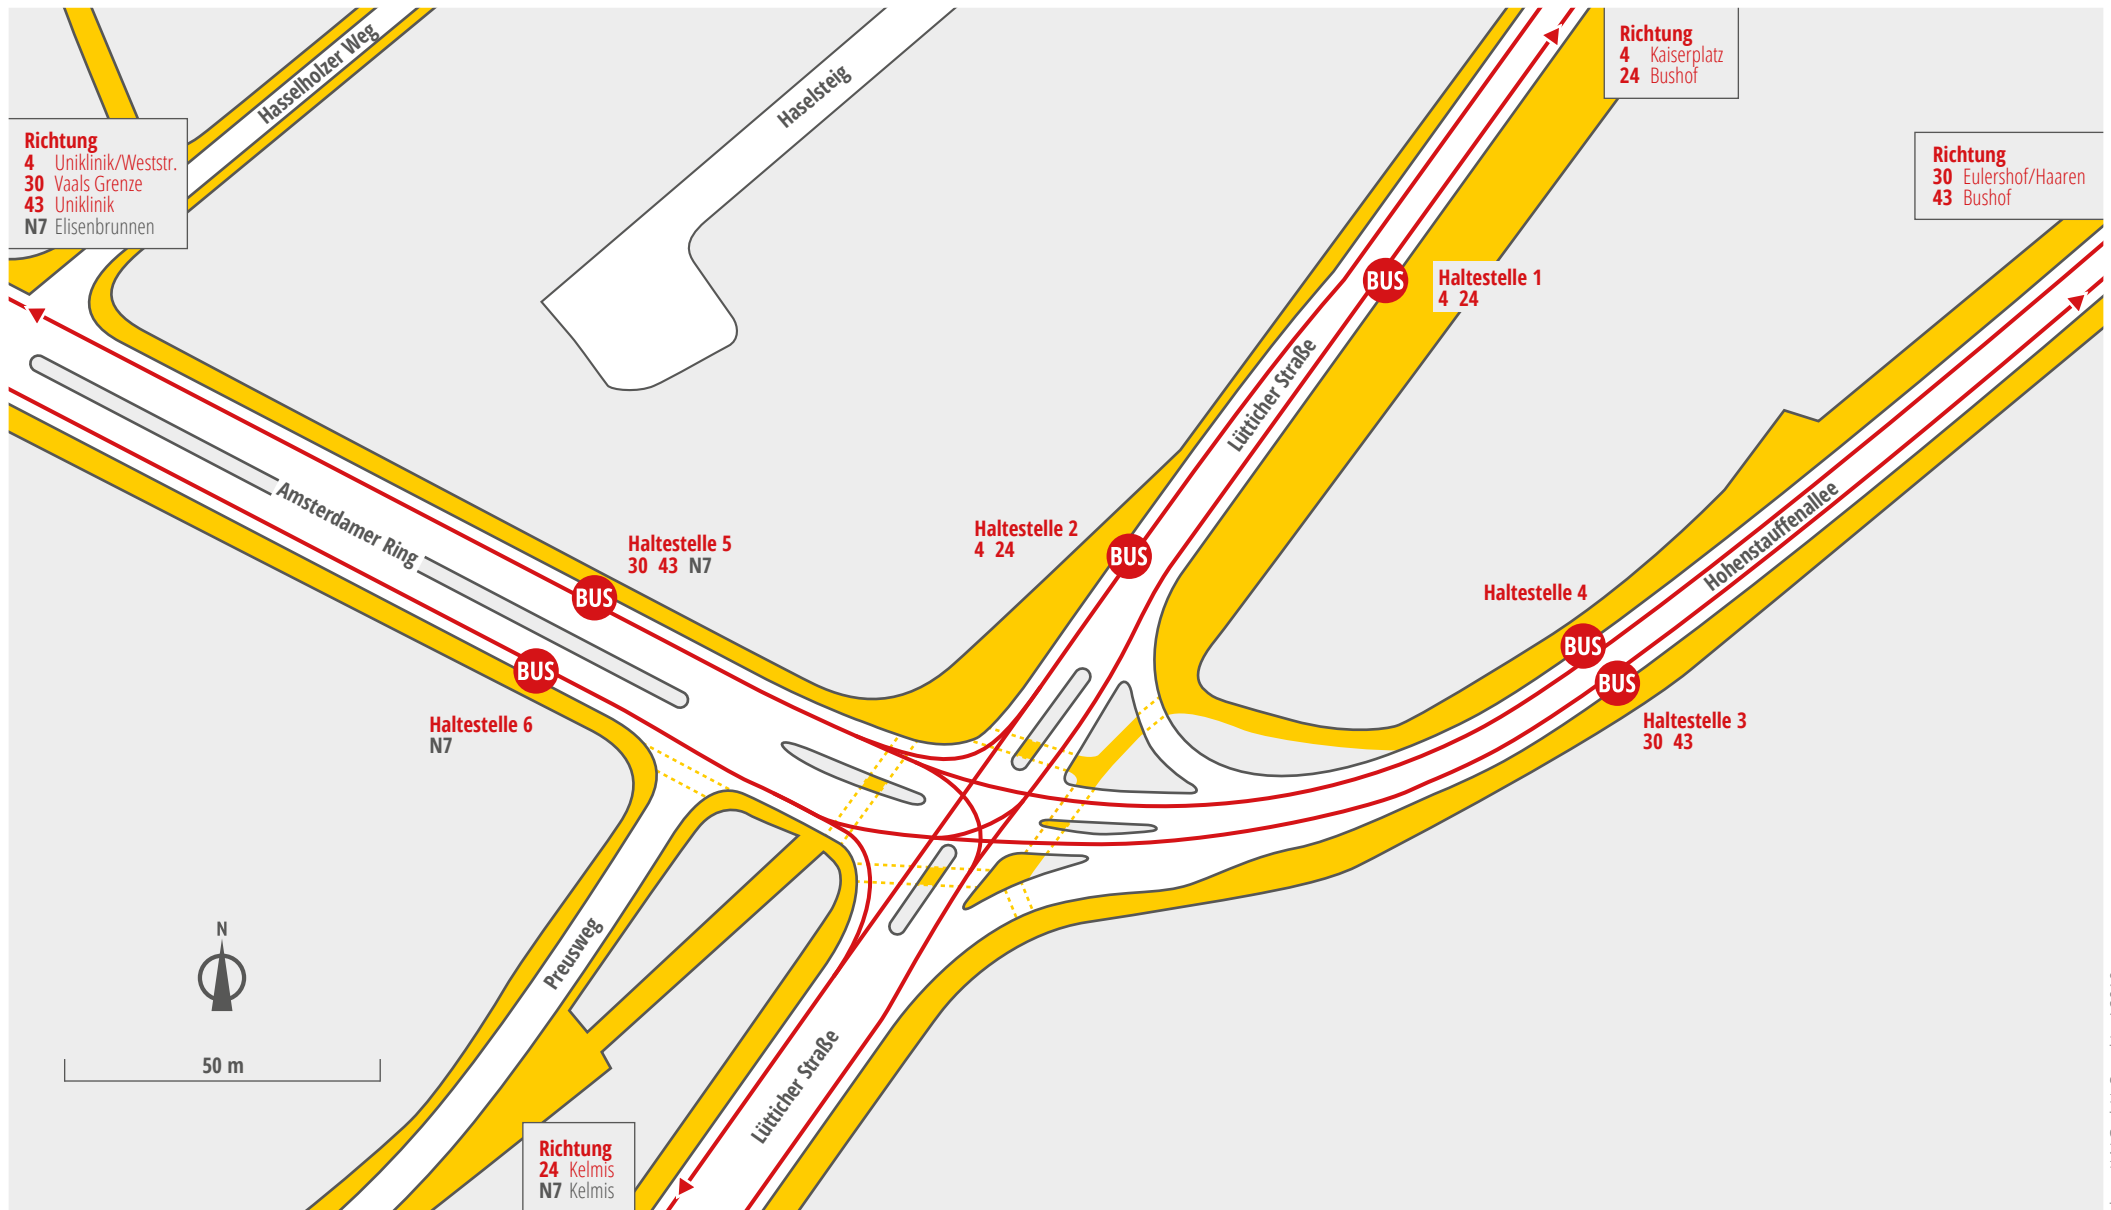 Richtung
4 Kaiserplatz
24 Bushof
Hasselholzer Weg
Haselsteig
Richtung
4 Uniklinik/Weststr.
30 Vaals Grenze
43 Uniklinik
N7 Elisenbrunnen
Richtung
30 Eulershof/Haaren
43 Bushof
BUS
Haltestelle 1
4 24
Lütticher Straße
Amsterdamer Ring
Haltestelle 5
30 43 N7
BUS
Haltestelle 2
4 24
BUS
Hohenstauffenallee
Haltestelle 4
BUS
BUS
Haltestelle 3
30 43
BUS
Haltestelle 6
N7
Preusweg
N
50 m
Lütticher Straße
Richtung
24 Kelmis
N7 Kelmis